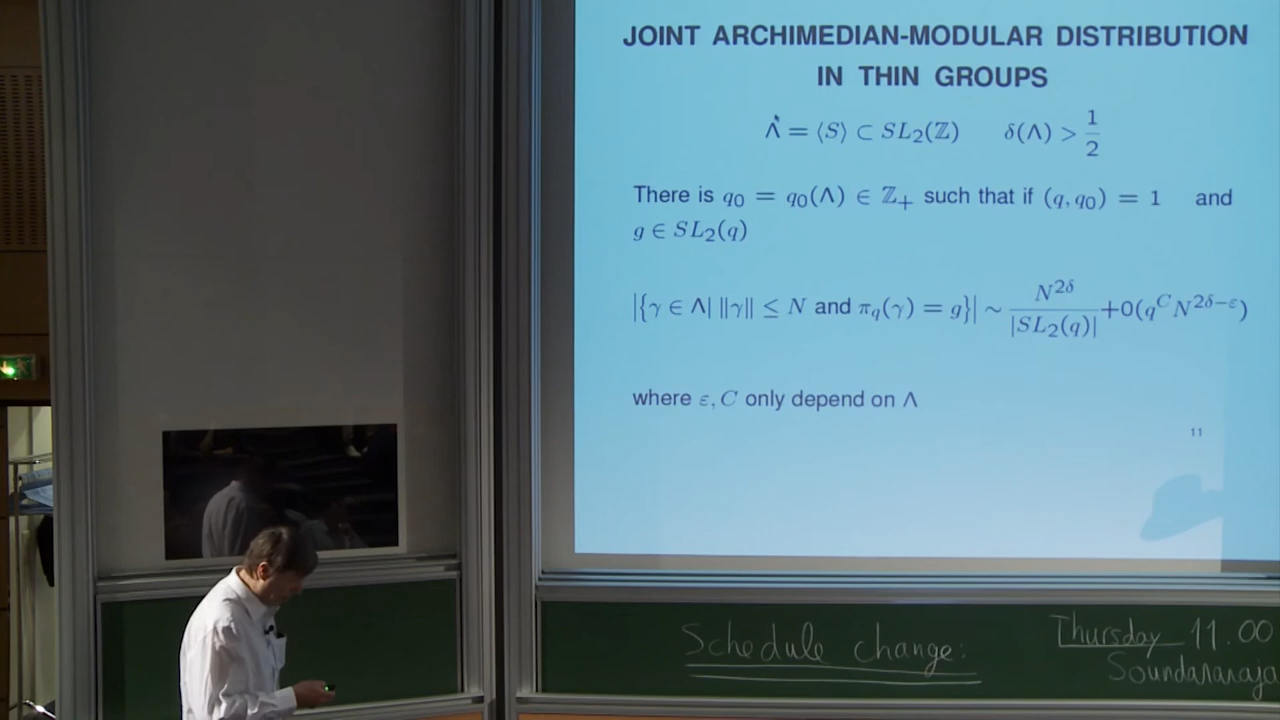 JOINT ARCHIMEDIAN-MODULAR DISTRIBUTION
IN THIN GROUPS
Λ = ⟨S⟩ ⊂ SL₂(ℤ) δ(Λ) > 1/2
There is q₀ = q₀(Λ) ∈ ℤ₊ such that if (q, q₀) = 1 and
g ∈ SL₂(q)
|{γ ∈ Λ| ||γ|| ≤ N and π_q(γ) = g}| ∼ N^{2δ}/|SL₂(q)| +0(q^C N^{2δ−ε})
where ε, C only depend on Λ
11
Schedule change: Thursday 11.00
Soundararaja